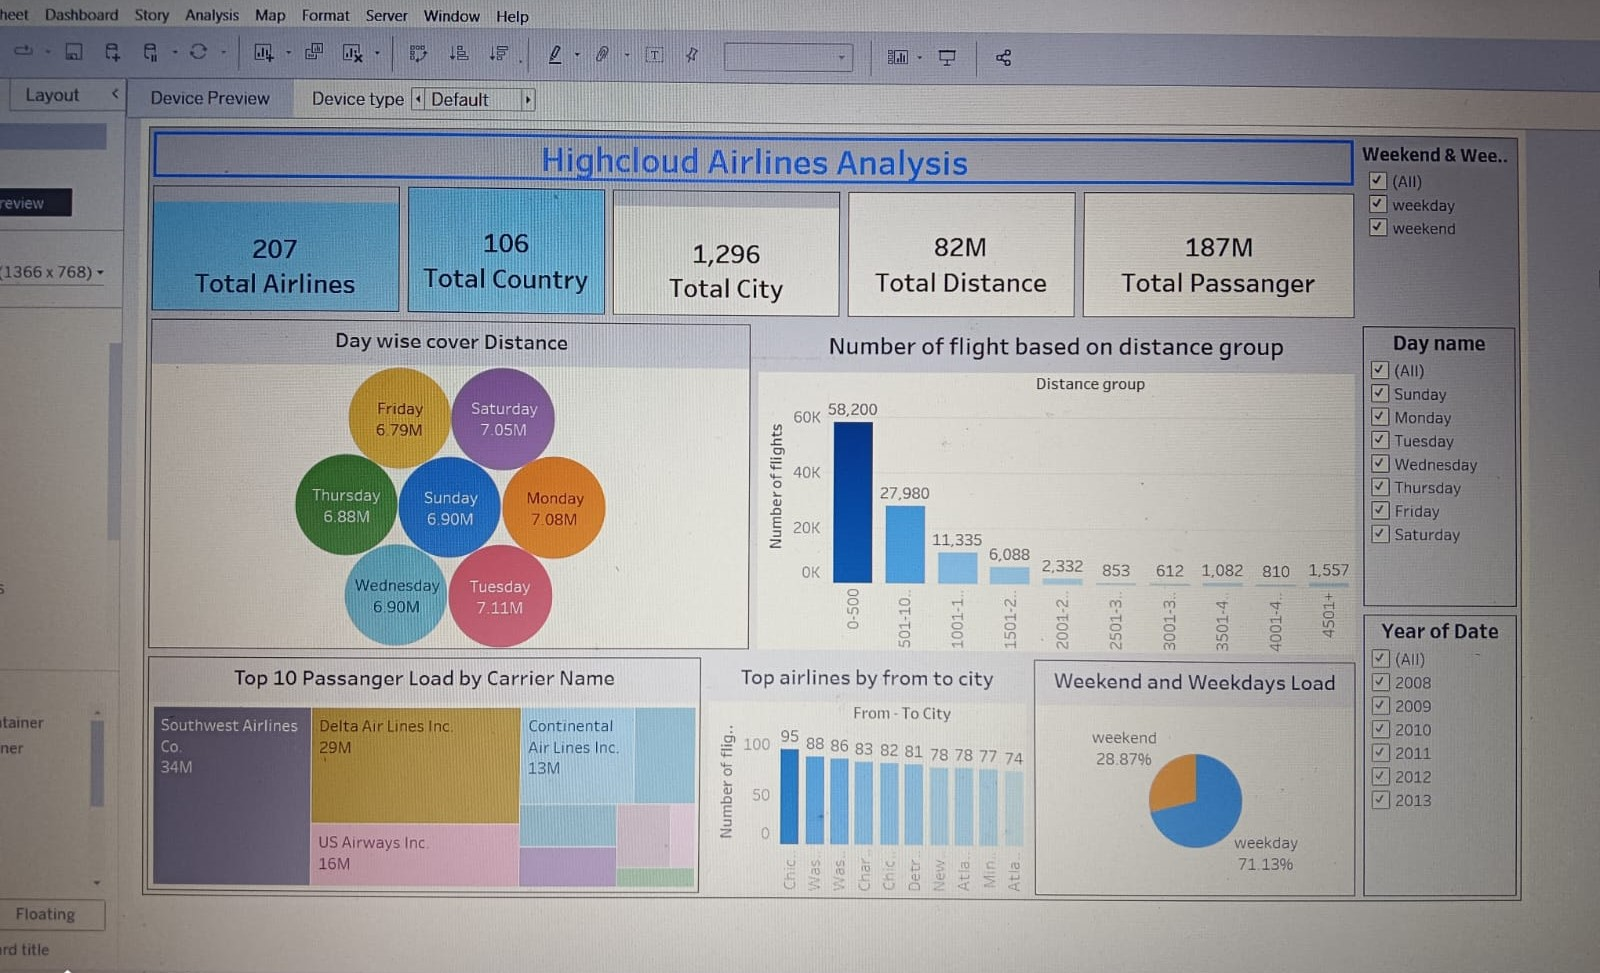 heet Dashboard Story Analysis Map Format Server Window Help
Layout <
Device Preview Device type Default
review
(1366 x 768)
tainer
ner
Floating
rd title
Highcloud Airlines Analysis
207
Total Airlines
106
Total Country
1,296
Total City
82M
Total Distance
187M
Total Passanger
Weekend & Wee..
(All)
weekday
weekend
Day wise cover Distance
Friday
6.79M
Saturday
7.05M
Thursday
6.88M
Sunday
6.90M
Monday
7.08M
Wednesday
6.90M
Tuesday
7.11M
Number of flight based on distance group
Distance group
Number of flights
60K
40K
20K
0K
58,200
27,980
11,335
6,088
2,332
853
612
1,082
810
1,557
0-500
501-10..
1001-1..
1501-2..
2001-2..
2501-3..
3001-3..
3501-4..
4001-4..
4501+
Day name
(All)
Sunday
Monday
Tuesday
Wednesday
Thursday
Friday
Saturday
Top 10 Passanger Load by Carrier Name
Southwest Airlines
Co.
34M
Delta Air Lines Inc.
29M
US Airways Inc.
16M
Continental
Air Lines Inc.
13M
Top airlines by from to city
From - To City
Number of flig..
100
50
0
95 88 86 83 82 81 78 78 77 74
Chic..
Was..
Was..
Char..
Chic..
Detr..
New..
Atla..
Min..
Atla..
Weekend and Weekdays Load
weekend
28.87%
weekday
71.13%
Year of Date
(All)
2008
2009
2010
2011
2012
2013